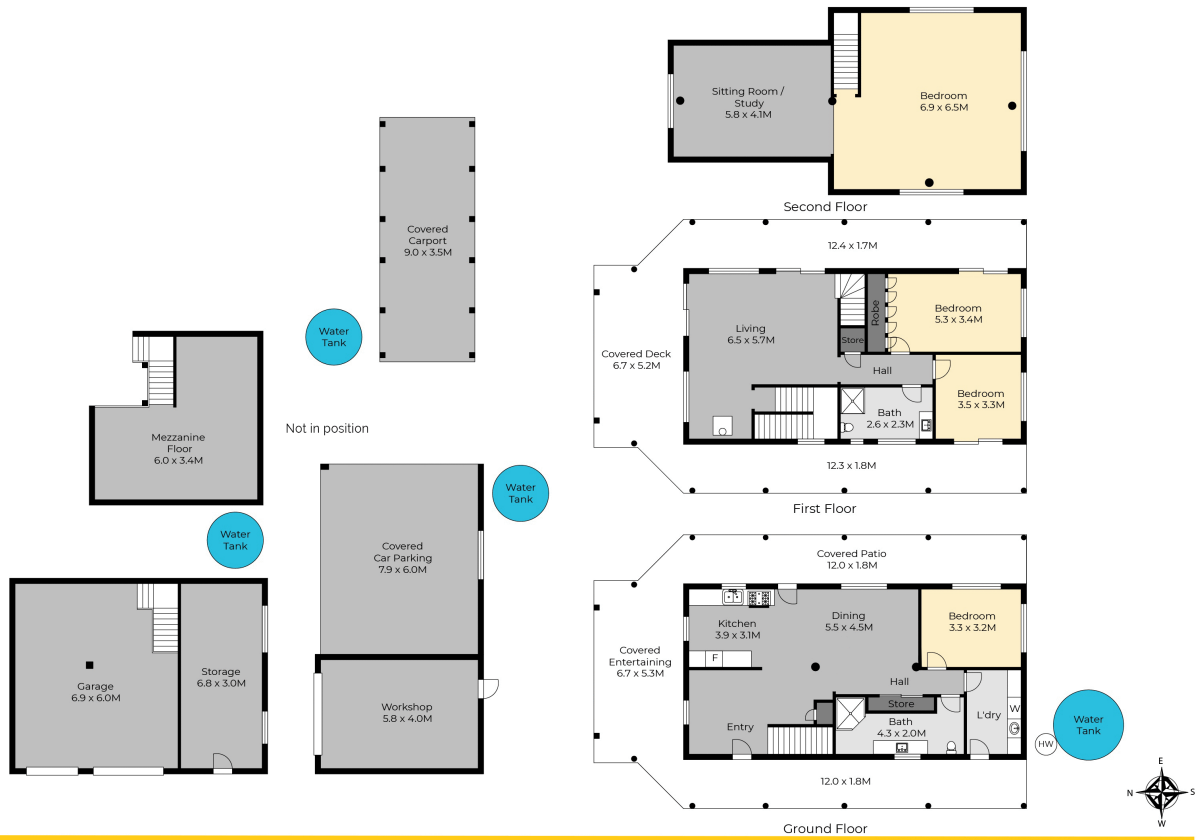 Sitting Room /
Study
5.8 x 4.1M
Bedroom
6.9 x 6.5M
Second Floor
Covered
Carport
9.0 x 3.5M
Water
Tank
12.4 x 1.7M
Covered Deck
6.7 x 5.2M
Living
6.5 x 5.7M
Store
Robe
Bedroom
5.3 x 3.4M
Hall
Bath
2.6 x 2.3M
Bedroom
3.5 x 3.3M
12.3 x 1.8M
First Floor
Mezzanine
Floor
6.0 x 3.4M
Not in position
Water
Tank
Water
Tank
Covered
Car Parking
7.9 x 6.0M
Garage
6.9 x 6.0M
Storage
6.8 x 3.0M
Workshop
5.8 x 4.0M
Covered Patio
12.0 x 1.8M
Covered
Entertaining
6.7 x 5.3M
Kitchen
3.9 x 3.1M
F
Dining
5.5 x 4.5M
Bedroom
3.3 x 3.2M
Hall
Entry
Store
Bath
4.3 x 2.0M
L'dry
W
HW
Water
Tank
12.0 x 1.8M
Ground Floor
E
N
S
W